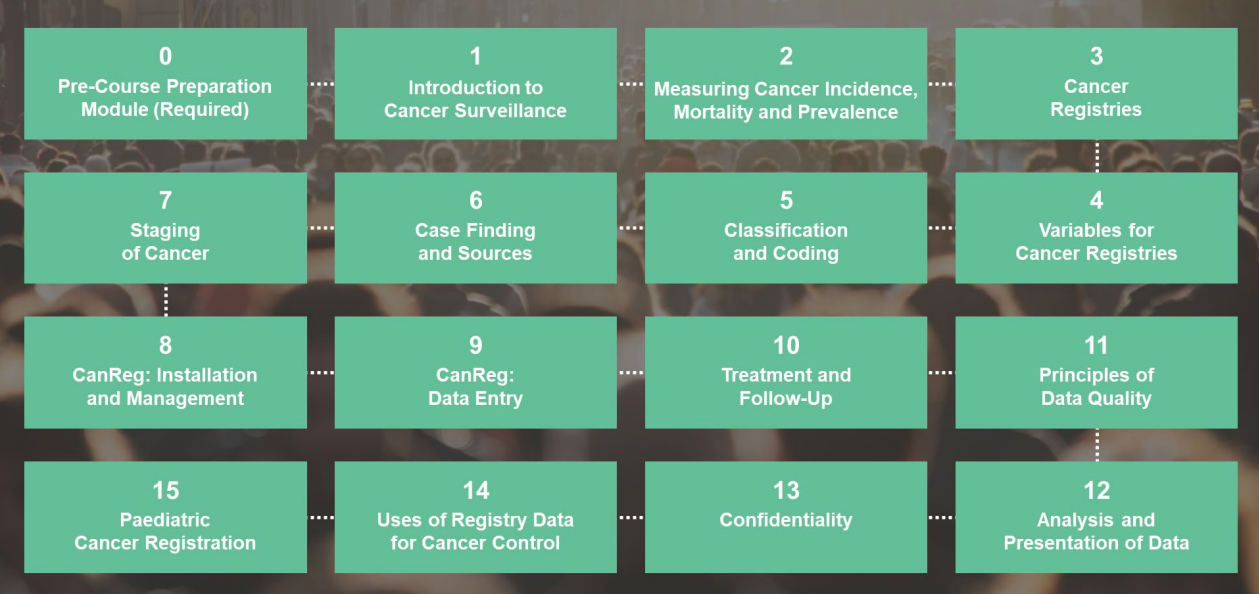 0
Pre-Course Preparation
Module (Required)
1
Introduction to
Cancer Surveillance
2
Measuring Cancer Incidence,
Mortality and Prevalence
3
Cancer
Registries
7
Staging
of Cancer
6
Case Finding
and Sources
5
Classification
and Coding
4
Variables for
Cancer Registries
8
CanReg: Installation
and Management
9
CanReg:
Data Entry
10
Treatment and
Follow-Up
11
Principles of
Data Quality
15
Paediatric
Cancer Registration
14
Uses of Registry Data
for Cancer Control
13
Confidentiality
12
Analysis and
Presentation of Data